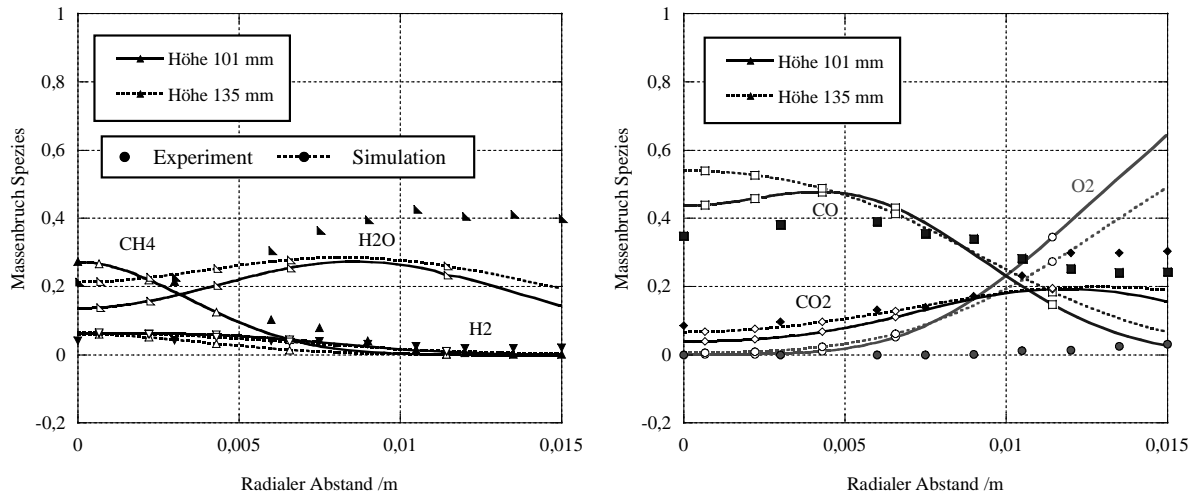 1
0,8
0,6
0,4
0,2
0
-0,2
Massenbruch Spezies
Höhe 101 mm
Höhe 135 mm
Experiment
Simulation
CH4
H2O
H2
0
0,005
0,01
0,015
Radialer Abstand /m
1
0,8
0,6
0,4
0,2
0
-0,2
Massenbruch Spezies
Höhe 101 mm
Höhe 135 mm
O2
CO
CO2
0
0,005
0,01
0,015
Radialer Abstand /m